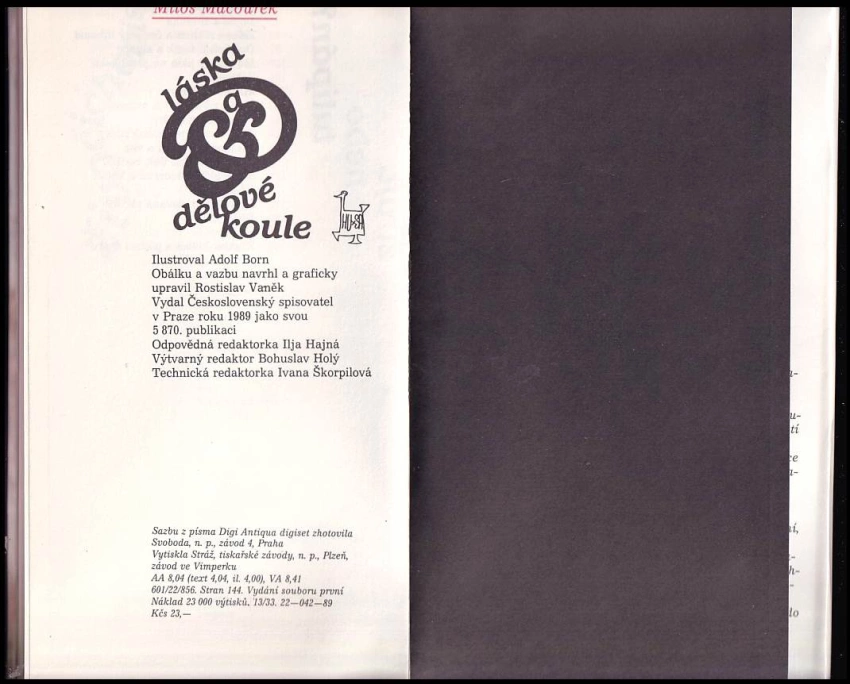 Miloš Macourek
láska
a
dělové
koule
HU+SA
Ilustroval Adolf Born
Obálku a vazbu navrhl a graficky
upravil Rostislav Vaněk
Vydal Československý spisovatel
v Praze roku 1989 jako svou
5 870. publikaci
Odpovědná redaktorka Ilja Hajná
Výtvarný redaktor Bohuslav Holý
Technická redaktorka Ivana Škorpilová
Sazbu z písma Digi Antiqua digiset zhotovila
Svoboda, n. p., závod 4, Praha
Vytiskla Stráž, tiskařské závody, n. p., Plzeň,
závod ve Vimperku
AA 8,04 (text 4,04, il. 4,00), VA 8,41
601/22/856. Stran 144. Vydání souboru první
Náklad 23 000 výtisků. 13/33. 22—042—89
Kčs 23,—